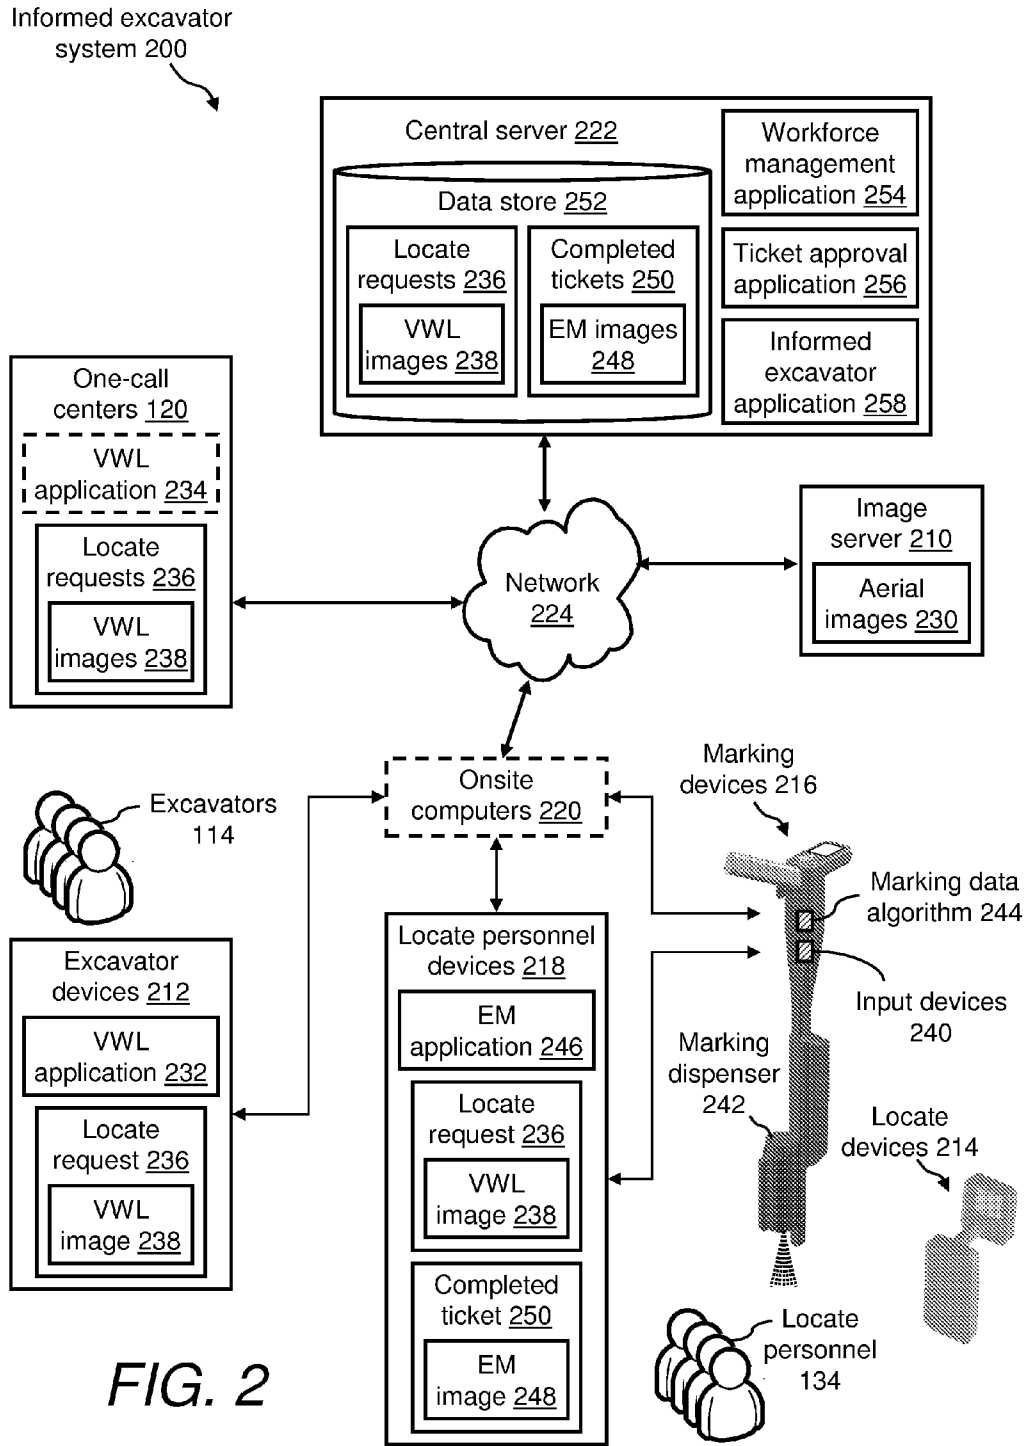 Informed excavator
system 200
Central server 222
Data store 252
Locate
requests 236
VWL
images 238
Completed
tickets 250
EM images
248
Workforce
management
application 254
Ticket approval
application 256
Informed
excavator
application 258
One-call
centers 120
VWL
application 234
Locate
requests 236
VWL
images 238
Network
224
Image
server 210
Aerial
images 230
Onsite
computers 220
Marking
devices 216
Excavators
114
Marking data
algorithm 244
Input devices
240
Excavator
devices 212
VWL
application 232
Locate
request 236
VWL
image 238
Locate personnel
devices 218
EM
application 246
Locate
request 236
VWL
image 238
Completed
ticket 250
EM
image 248
Marking
dispenser
242
Locate
devices 214
Locate
personnel
134
FIG. 2